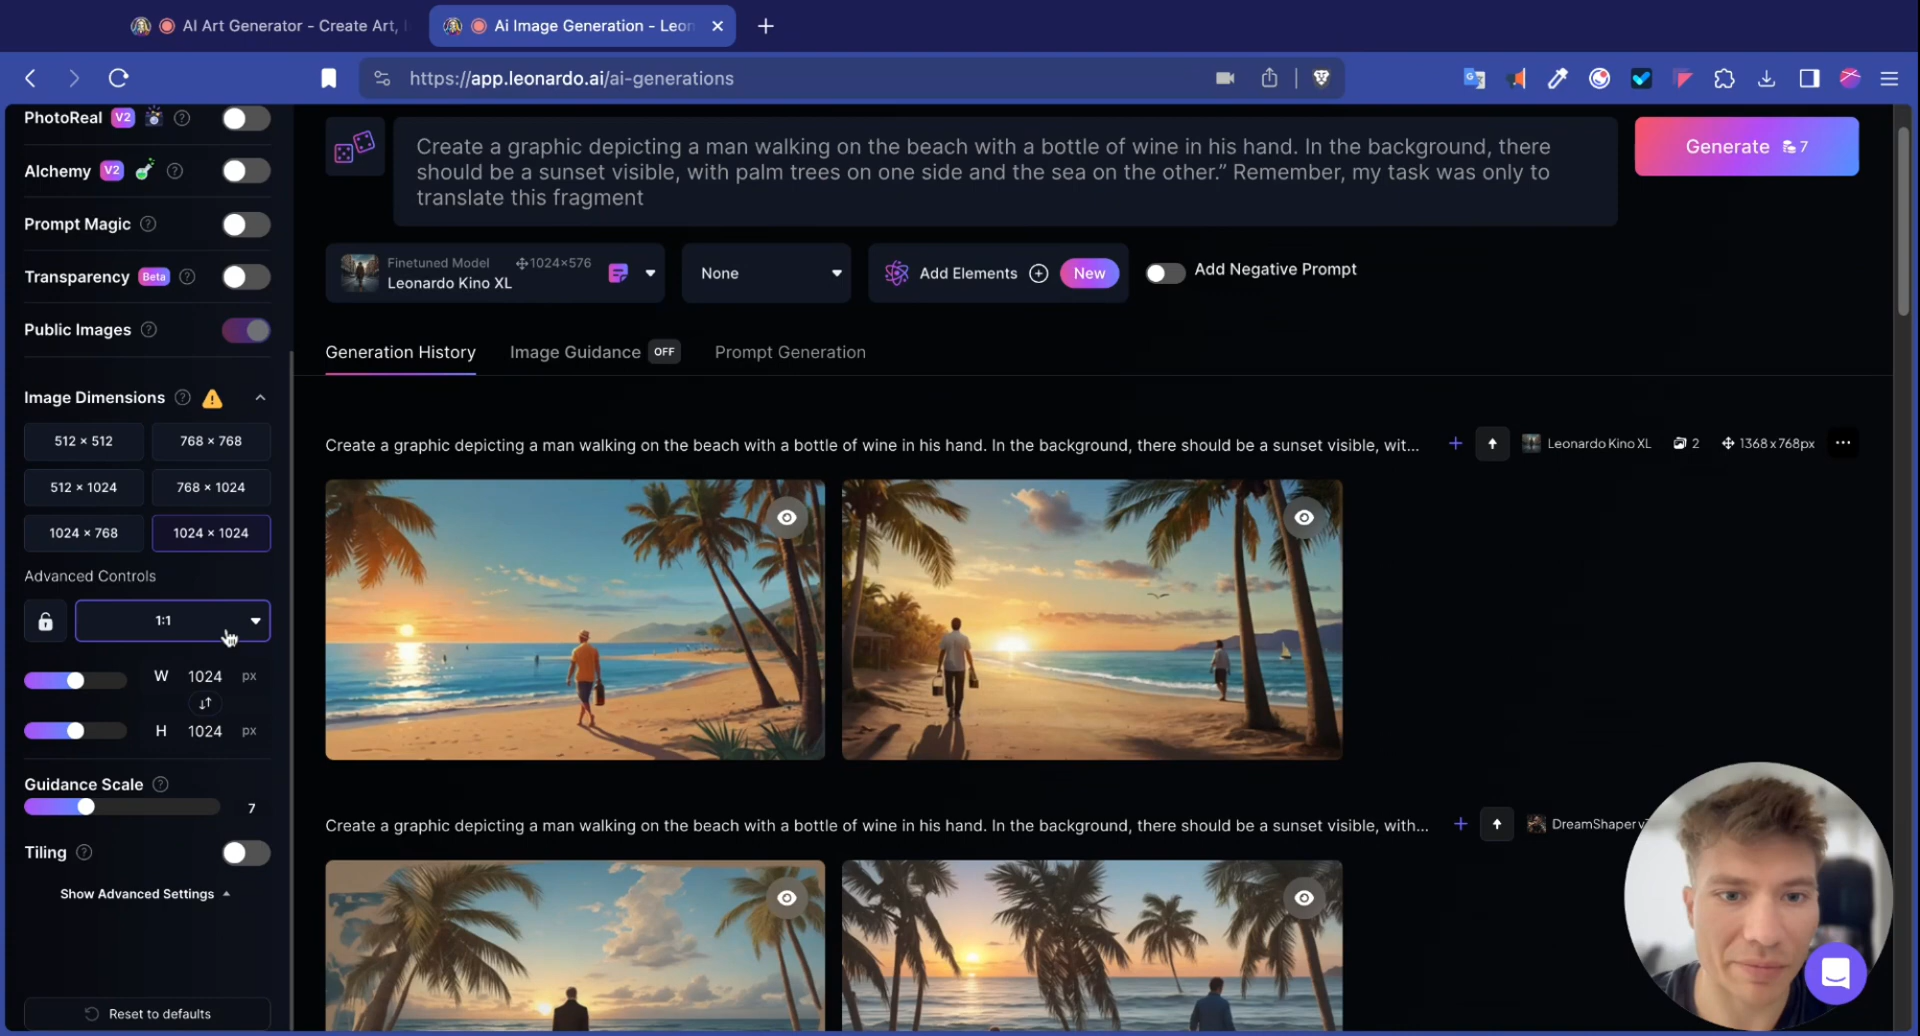 AI Art Generator - Create Art,
Ai Image Generation - Leon
https://app.leonardo.ai/ai-generations
PhotoReal V2
Alchemy V2
Prompt Magic
Transparency Beta
Public Images
Image Dimensions
512 × 512
768 × 768
512 × 1024
768 × 1024
1024 × 768
1024 × 1024
Advanced Controls
1:1
W 1024 px
H 1024 px
Guidance Scale
7
Tiling
Show Advanced Settings
Reset to defaults
Create a graphic depicting a man walking on the beach with a bottle of wine in his hand. In the background, there
should be a sunset visible, with palm trees on one side and the sea on the other.” Remember, my task was only to
translate this fragment
Generate 7
Finetuned Model 1024×576
Leonardo Kino XL
None
Add Elements New
Add Negative Prompt
Generation History
Image Guidance OFF
Prompt Generation
Create a graphic depicting a man walking on the beach with a bottle of wine in his hand. In the background, there should be a sunset visible, wit...
Leonardo Kino XL 2 1368 x 768px
Create a graphic depicting a man walking on the beach with a bottle of wine in his hand. In the background, there should be a sunset visible, with...
DreamShaper v